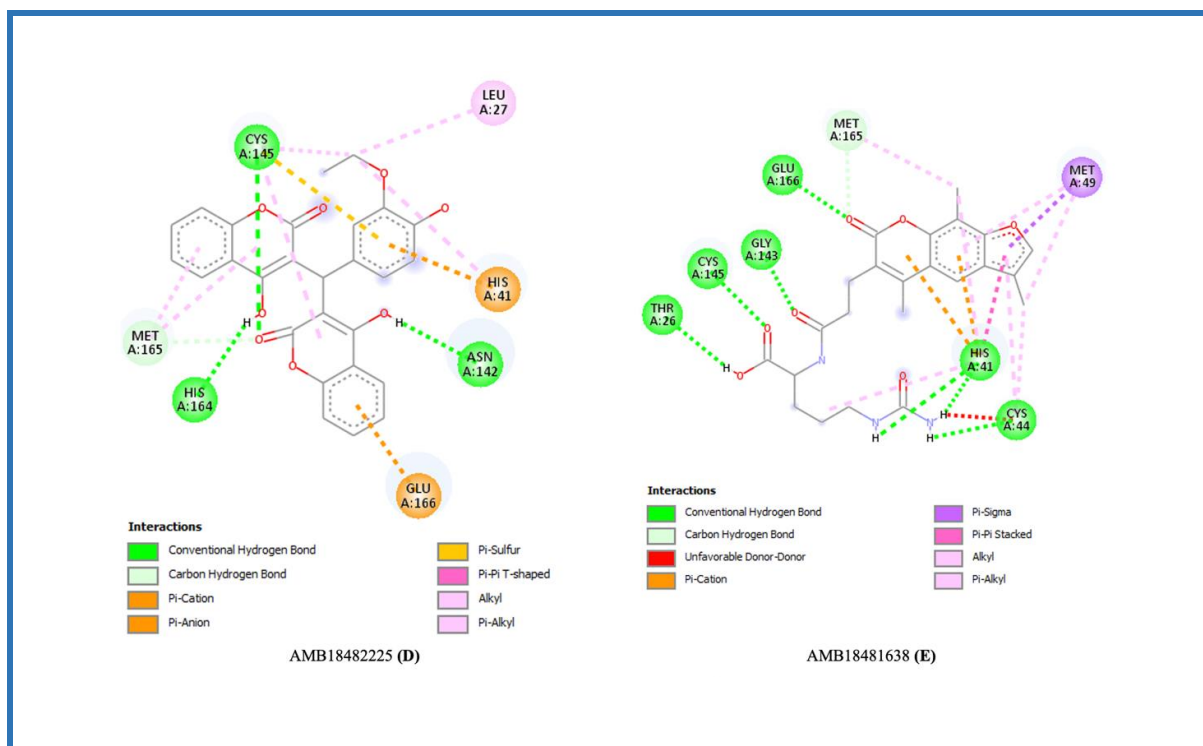 LEU
A:27
CYS
A:145
HIS
A:41
MET
A:165
HIS
A:164
ASN
A:142
GLU
A:166
O
O
O
O
H
O
O
O
O
H
Interactions
Conventional Hydrogen Bond
Carbon Hydrogen Bond
Pi-Cation
Pi-Anion
Pi-Sulfur
Pi-Pi T-shaped
Alkyl
Pi-Alkyl
AMB18482225 (D)
MET
A:165
GLU
A:166
MET
A:49
CYS
A:145
GLY
A:143
THR
A:26
HIS
A:41
CYS
A:44
O
O
O
O
O
H
O
N
O
N
H
N
H
H
Interactions
Conventional Hydrogen Bond
Carbon Hydrogen Bond
Unfavorable Donor-Donor
Pi-Cation
Pi-Sigma
Pi-Pi Stacked
Alkyl
Pi-Alkyl
AMB18481638 (E)